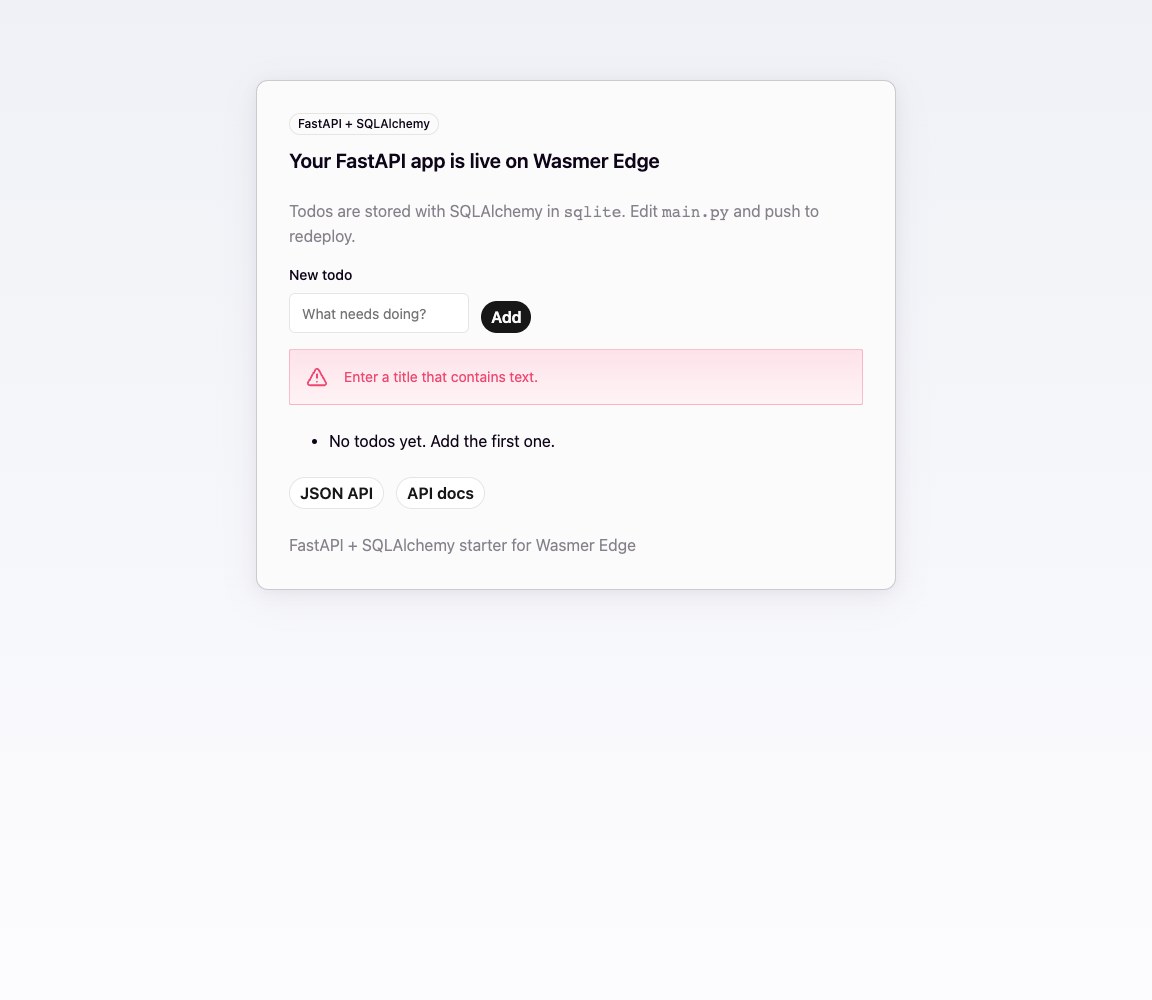 FastAPI + SQLAlchemy
Your FastAPI app is live on Wasmer Edge
Todos are stored with SQLAlchemy in sqlite. Edit main.py and push to
redeploy.
New todo
What needs doing?
Add
Enter a title that contains text.
• No todos yet. Add the first one.
JSON API
API docs
FastAPI + SQLAlchemy starter for Wasmer Edge